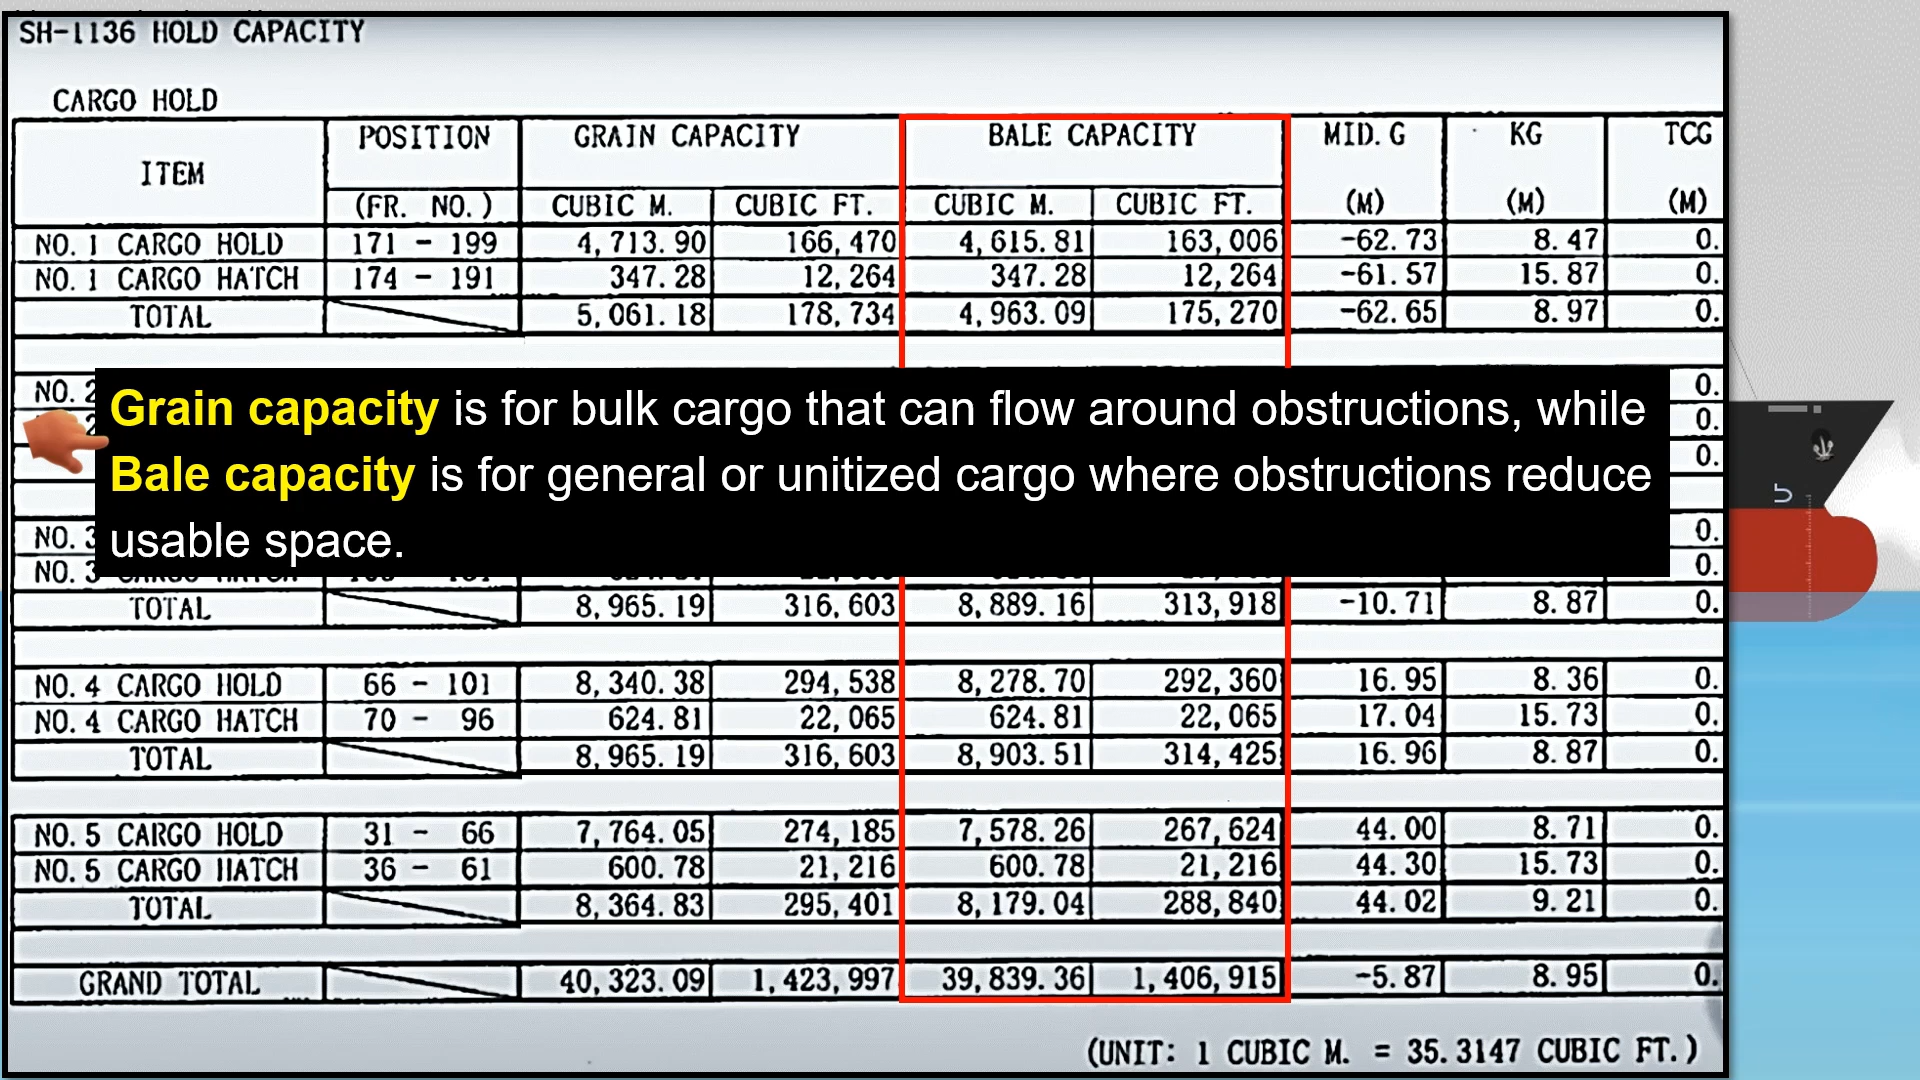 SH-1136 HOLD CAPACITY
CARGO HOLD
ITEM POSITION GRAIN CAPACITY BALE CAPACITY MID. G KG TCG
(FR. NO.) CUBIC M. CUBIC FT. CUBIC M. CUBIC FT. (M) (M) (M)
NO. 1 CARGO HOLD 171 - 199 4,713.90 166,470 4,615.81 163,006 -62.73 8.47 0.
NO. 1 CARGO HATCH 174 - 191 347.28 12,264 347.28 12,264 -61.57 15.87 0.
TOTAL 5,061.18 178,734 4,963.09 175,270 -62.65 8.97 0.
NO. 2 0.
Grain capacity is for bulk cargo that can flow around obstructions, while
0.
Bale capacity is for general or unitized cargo where obstructions reduce
0.
usable space.
NO. 3 0.
NO. 3 0.
TOTAL 8,965.19 316,603 8,889.16 313,918 -10.71 8.87 0.
NO. 4 CARGO HOLD 66 - 101 8,340.38 294,538 8,278.70 292,360 16.95 8.36 0.
NO. 4 CARGO HATCH 70 - 96 624.81 22,065 624.81 22,065 17.04 15.73 0.
TOTAL 8,965.19 316,603 8,903.51 314,425 16.96 8.87 0.
NO. 5 CARGO HOLD 31 - 66 7,764.05 274,185 7,578.26 267,624 44.00 8.71 0.
NO. 5 CARGO HATCH 36 - 61 600.78 21,216 600.78 21,216 44.30 15.73 0.
TOTAL 8,364.83 295,401 8,179.04 288,840 44.02 9.21 0.
GRAND TOTAL 40,323.09 1,423,997 39,839.36 1,406,915 -5.87 8.95 0.
(UNIT: 1 CUBIC M. = 35.3147 CUBIC FT.)